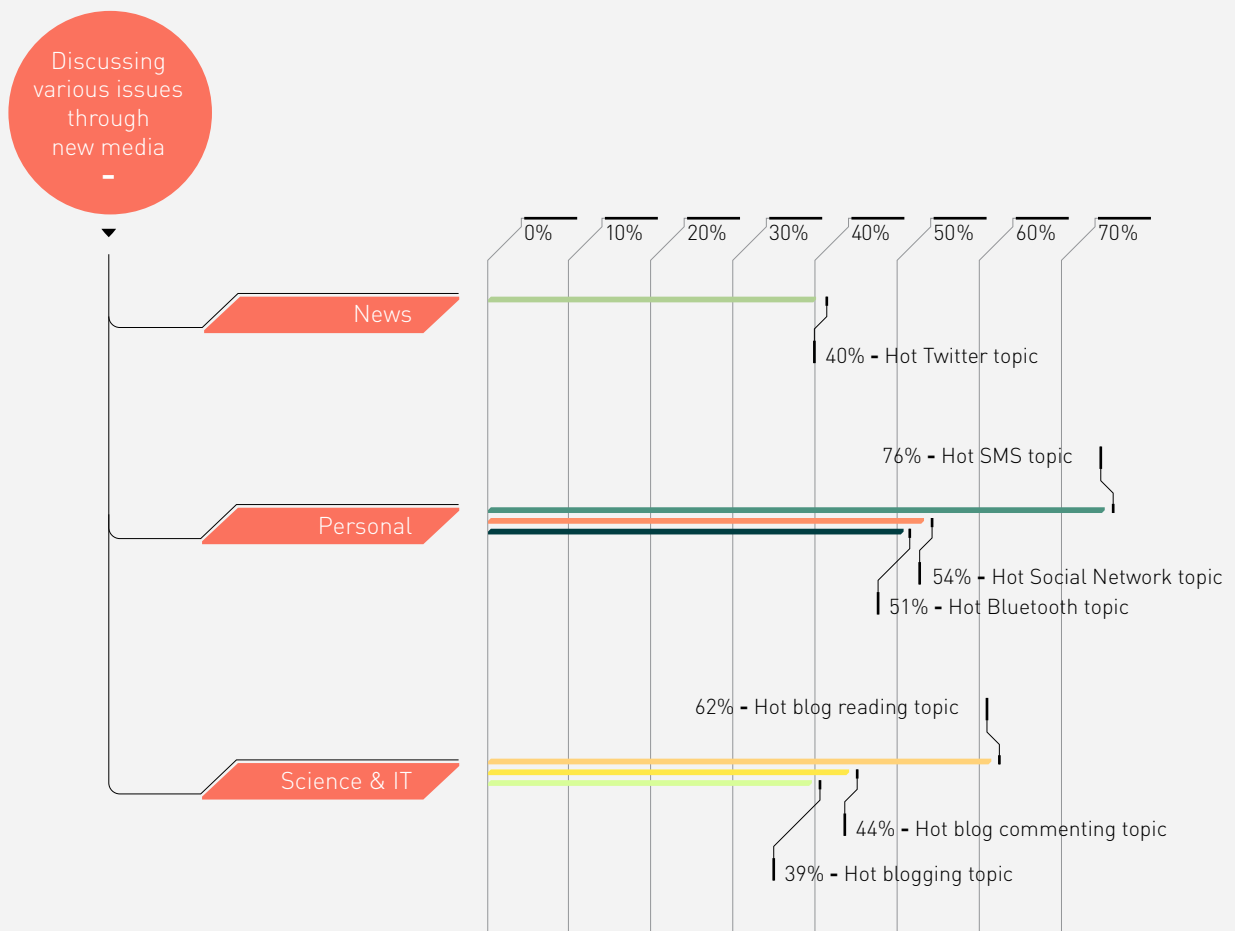 Discussing
various issues
through
new media
-
0% 10% 20% 30% 40% 50% 60% 70%
News
40% - Hot Twitter topic
76% - Hot SMS topic
Personal
54% - Hot Social Network topic
51% - Hot Bluetooth topic
62% - Hot blog reading topic
Science & IT
44% - Hot blog commenting topic
39% - Hot blogging topic